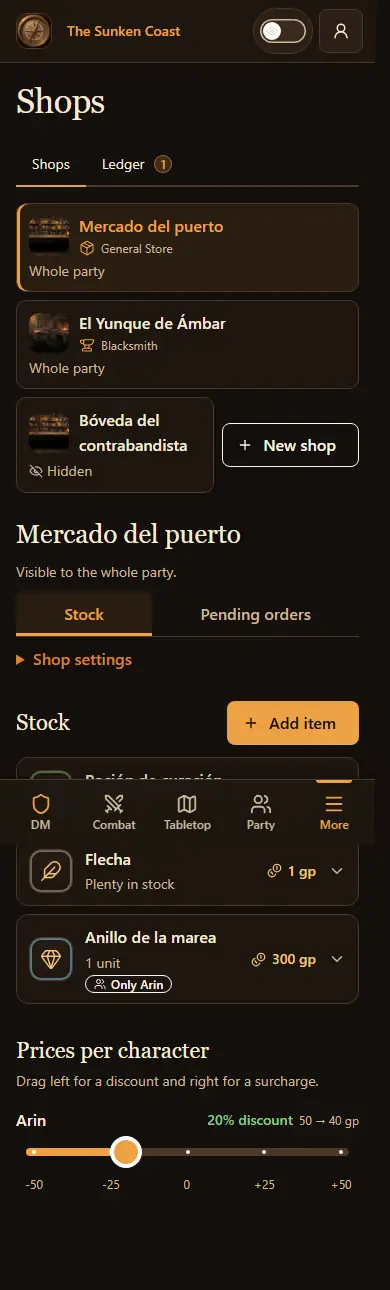 The Sunken Coast
Shops
Shops
Ledger 1
Mercado del puerto
General Store
Whole party
El Yunque de Ámbar
Blacksmith
Whole party
Bóveda del
contrabandista
Hidden
+ New shop
Mercado del puerto
Visible to the whole party.
Stock
Pending orders
Shop settings
Stock
+ Add item
DM
Combat
Tabletop
Party
More
Flecha
Plenty in stock
1 gp
Anillo de la marea
1 unit
Only Arin
300 gp
Prices per character
Drag left for a discount and right for a surcharge.
Arin
20% discount 50 → 40 gp
-50 -25 0 +25 +50